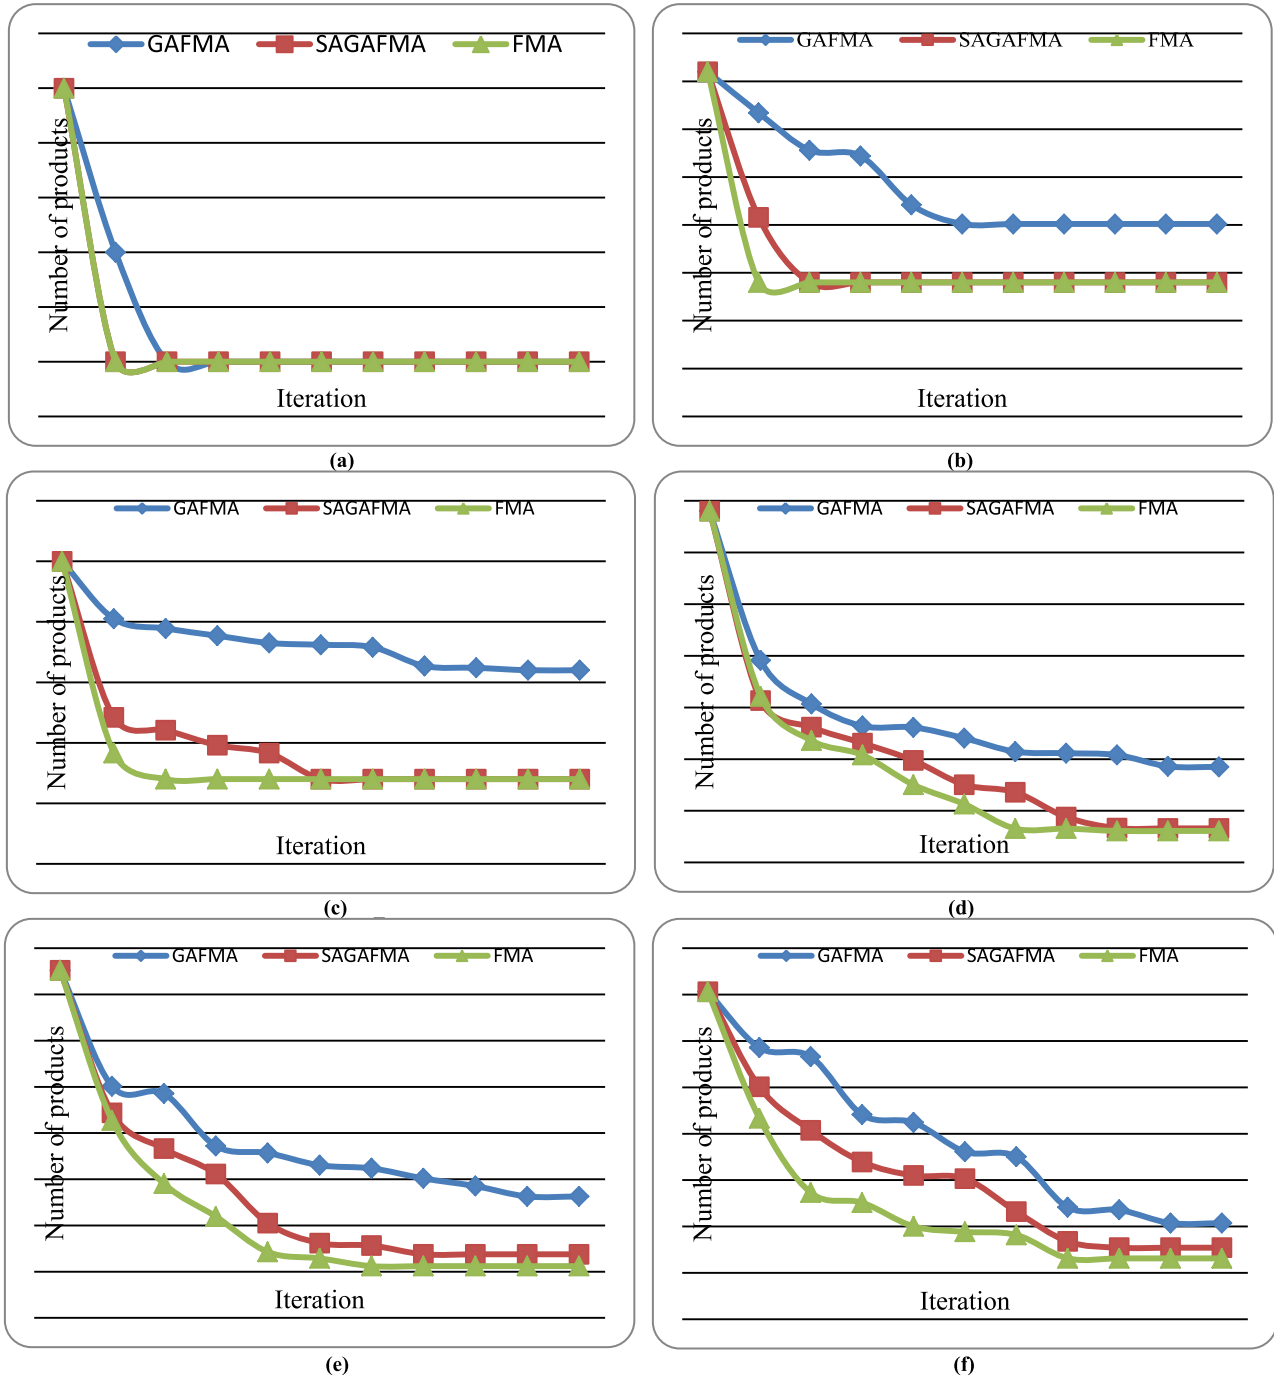 GAFMA SAGAFMA FMA
Number of products
Iteration
(a)
GAFMA SAGAFMA FMA
Number of products
Iteration
(b)
GAFMA SAGAFMA FMA
Number of products
Iteration
(c)
GAFMA SAGAFMA FMA
Number of products
Iteration
(d)
GAFMA SAGAFMA FMA
Number of products
Iteration
(e)
GAFMA SAGAFMA FMA
Number of products
Iteration
(f)